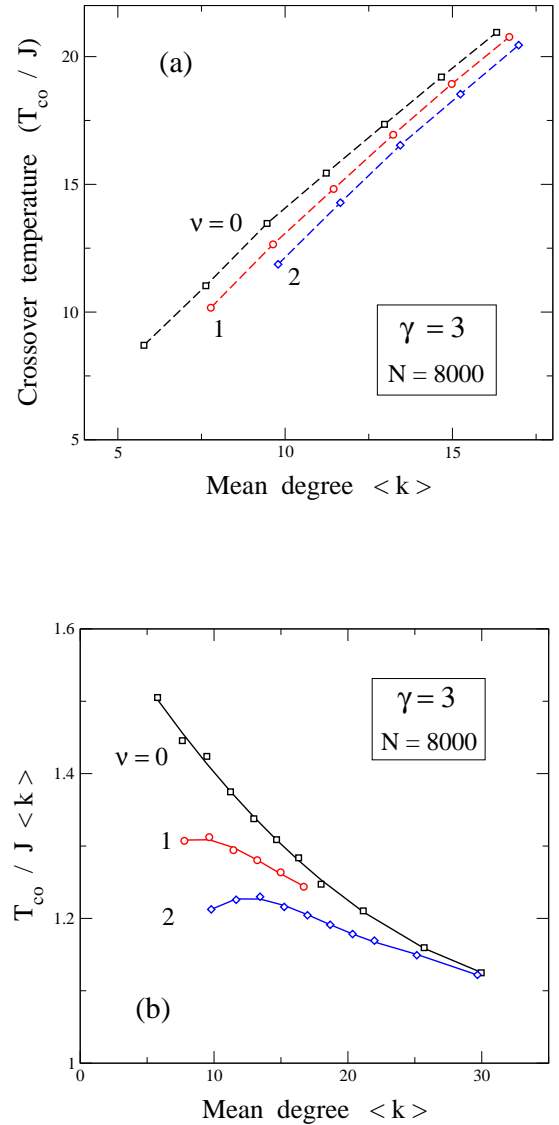 20
15
10
5
5
10
15
Crossover temperature (T_co / J)
Mean degree < k >
(a)
ν = 0
1
2
γ = 3
N = 8000
1.6
1.4
1.2
1
0
10
20
30
T_co / J < k >
Mean degree < k >
γ = 3
N = 8000
ν = 0
1
2
(b)